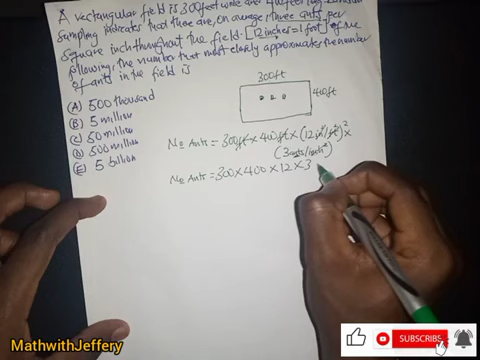 A rectangular field is 300 feet wide and 400 feet long. Random
sampling indicates that there are, on average, three ants per
square inch throughout the field. [12 inches = 1 foot] Of the
following, the number that most closely approximates the number
of ants in the field is
(A) 500 thousand
(B) 5 million
(C) 50 million
(D) 500 million
(E) 5 billion
300ft
400ft
No Ants = 300ft × 400ft × (12in/ft)² ×
(3ants/inch²)
No Ants = 300 × 400 × 12 × 3
MathwithJeffery
SUBSCRIBE